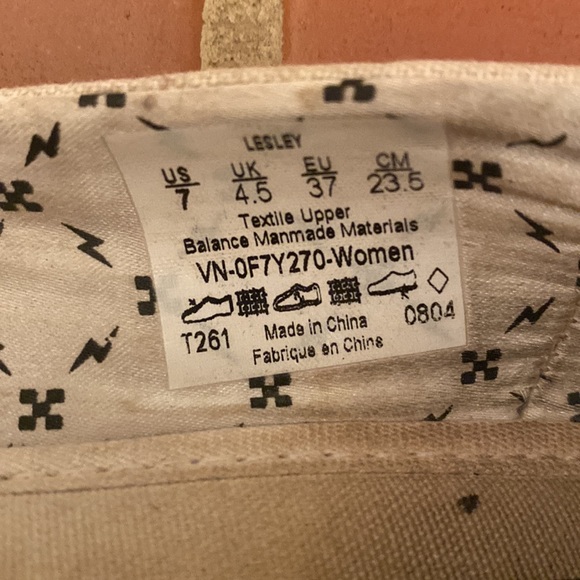 LESLEY
US UK EU CM
7 4.5 37 23.5
Textile Upper
Balance Manmade Materials
VN-0F7Y270-Women
T261 Made in China 0804
Fabrique en Chine